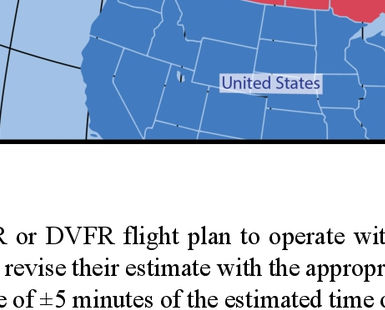 United States
R or DVFR flight plan to operate wit
revise their estimate with the appropr
e of ±5 minutes of the estimated time o